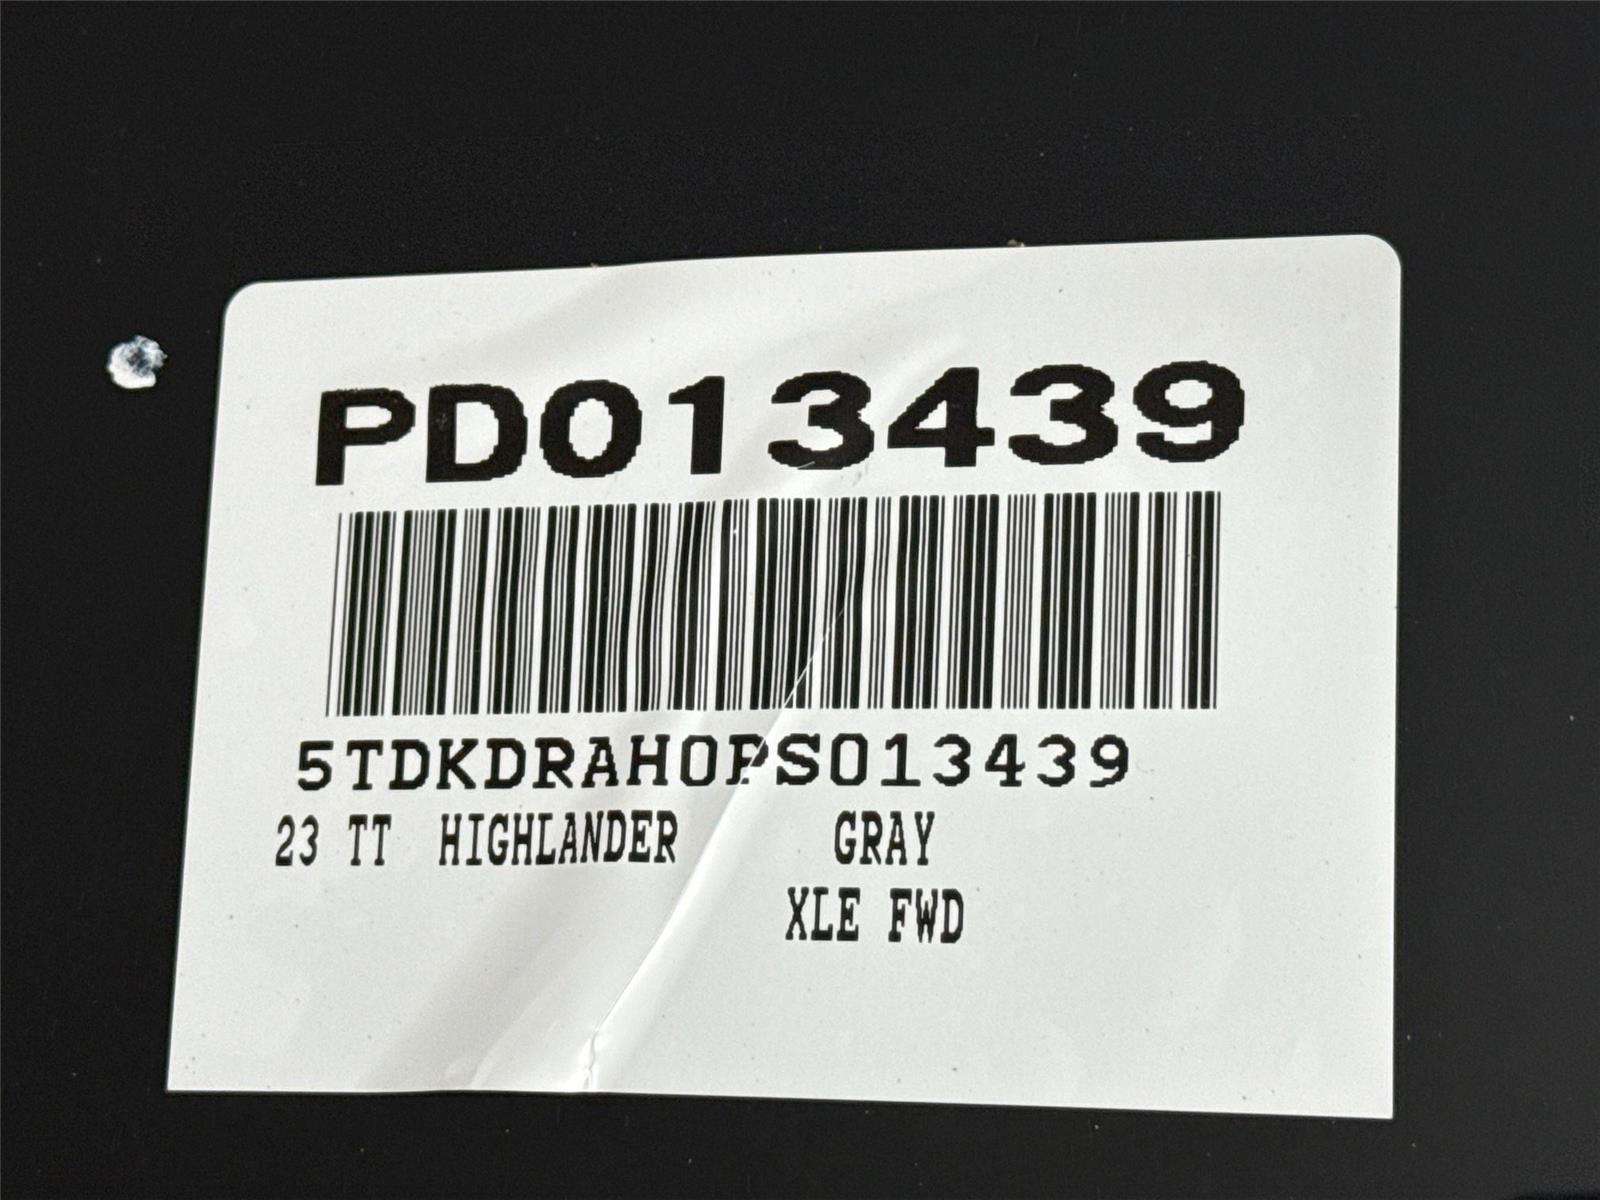 PD013439
5TDKDRAH0PS013439
23 TT HIGHLANDER GRAY
XLE FWD